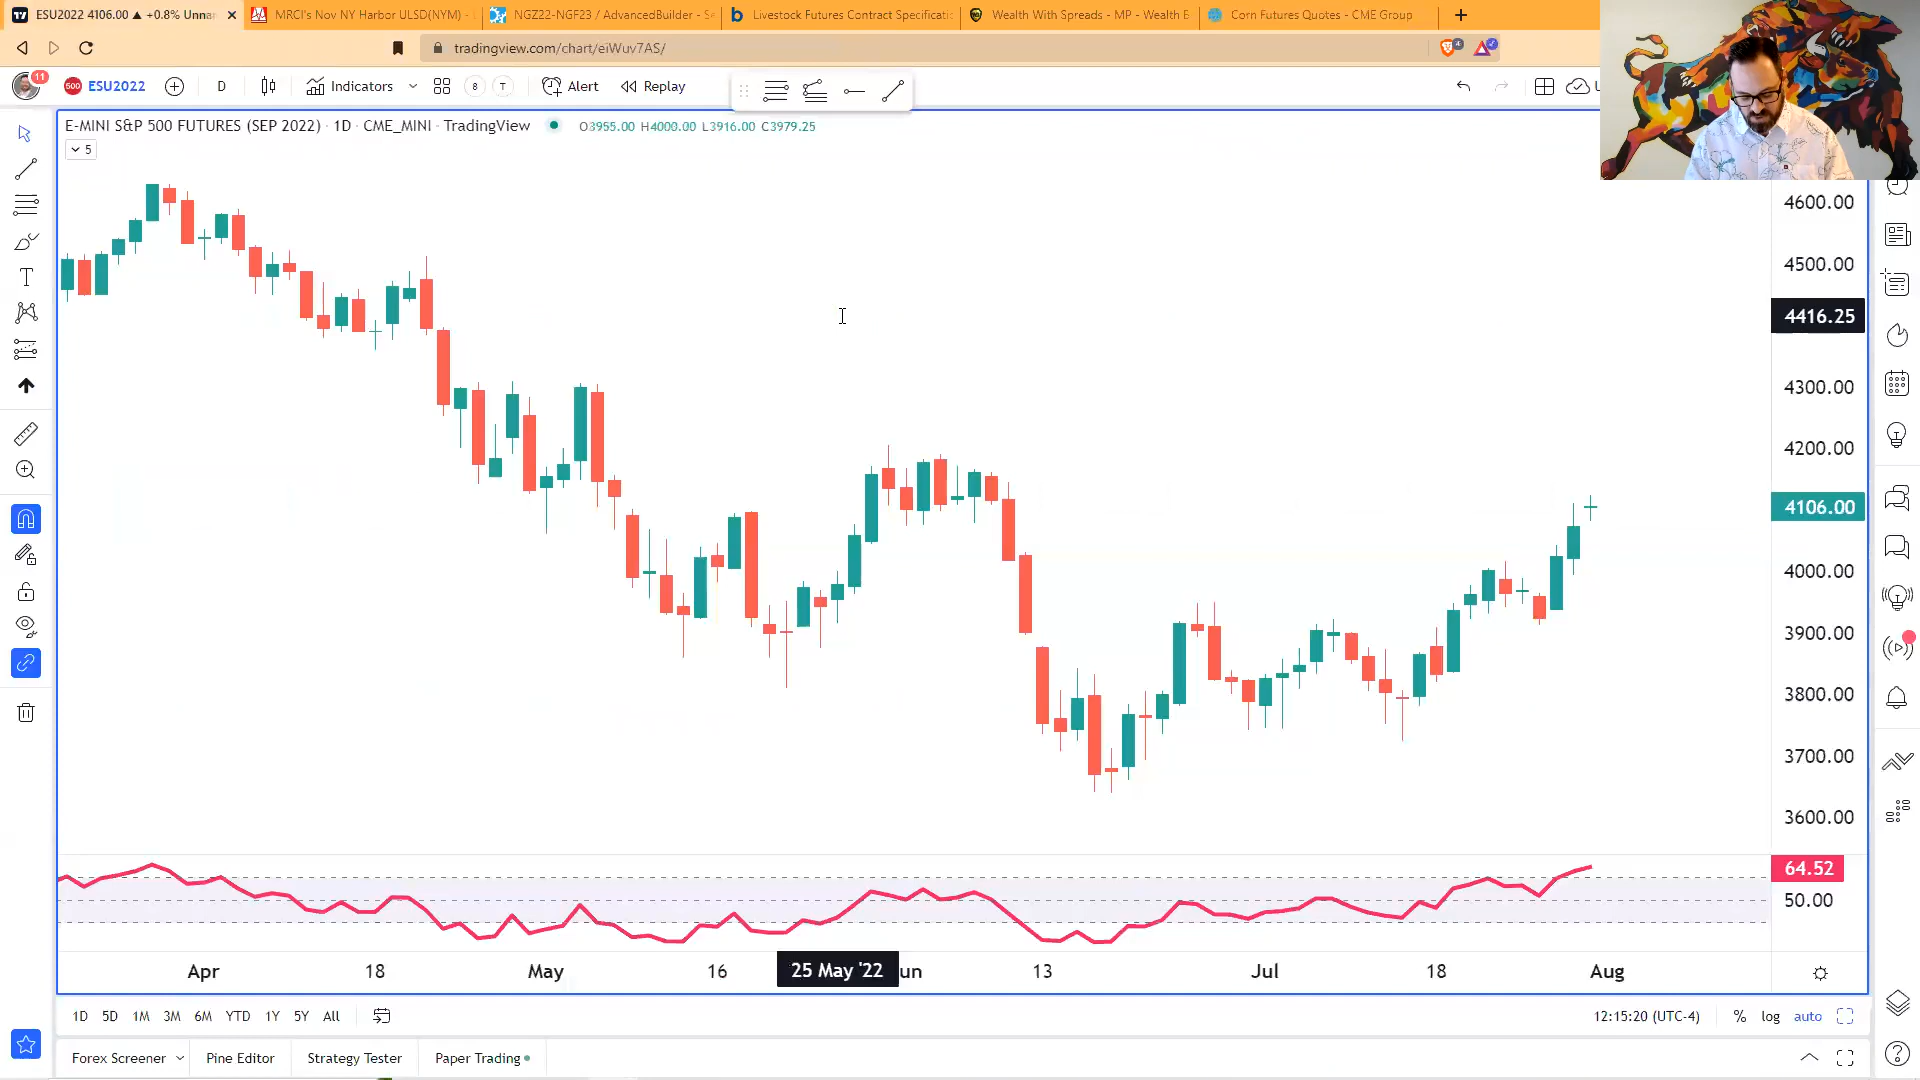 ESU2022 4106.00 ▲ +0.8% Unna
MRCI's Nov NY Harbor ULSD(NYM) -
NGZ22-NGF23 / AdvancedBuilder - Se
Livestock Futures Contract Specificatio
Wealth With Spreads - MP - Wealth B
Corn Futures Quotes - CME Group
tradingview.com/chart/eiWuv7AS/
4
11
500
ESU2022
D
Indicators
8
T
Alert
Replay
E-MINI S&P 500 FUTURES (SEP 2022) · 1D · CME_MINI · TradingView
O3955.00 H4000.00 L3916.00 C3979.25
5
4600.00
4500.00
4416.25
4300.00
4200.00
4106.00
4000.00
3900.00
3800.00
3700.00
3600.00
64.52
50.00
Apr
18
May
16
25 May '22
un
13
Jul
18
Aug
1D
5D
1M
3M
6M
YTD
1Y
5Y
All
12:15:20 (UTC-4)
%
log
auto
Forex Screener
Pine Editor
Strategy Tester
Paper Trading